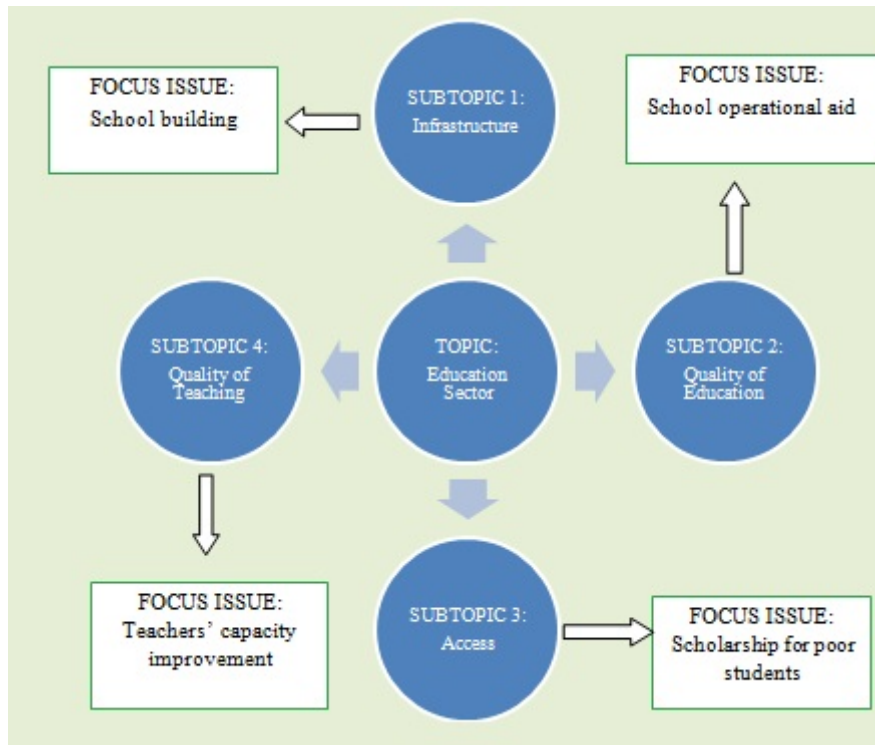 FOCUS ISSUE:
School building
SUBTOPIC 1:
Infrastructure
FOCUS ISSUE:
School operational aid
SUBTOPIC 4:
Quality of
Teaching
TOPIC:
Education
Sector
SUBTOPIC 2:
Quality of
Education
FOCUS ISSUE:
Teachers’ capacity
improvement
SUBTOPIC 3:
Access
FOCUS ISSUE:
Scholarship for poor
students